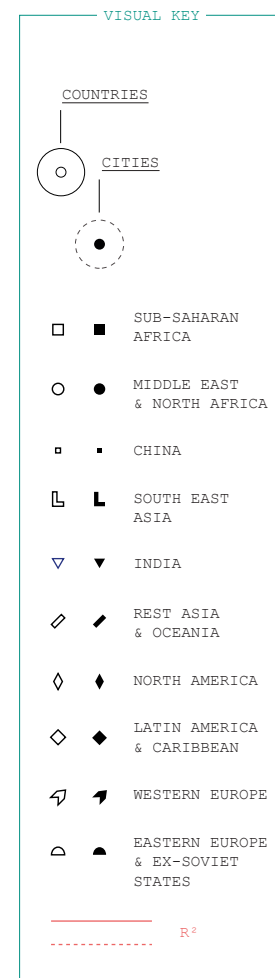 VISUAL KEY
COUNTRIES
CITIES
SUB-SAHARAN
AFRICA
MIDDLE EAST
& NORTH AFRICA
CHINA
SOUTH EAST
ASIA
INDIA
REST ASIA
& OCEANIA
NORTH AMERICA
LATIN AMERICA
& CARIBBEAN
WESTERN EUROPE
EASTERN EUROPE
& EX-SOVIET
STATES
R²